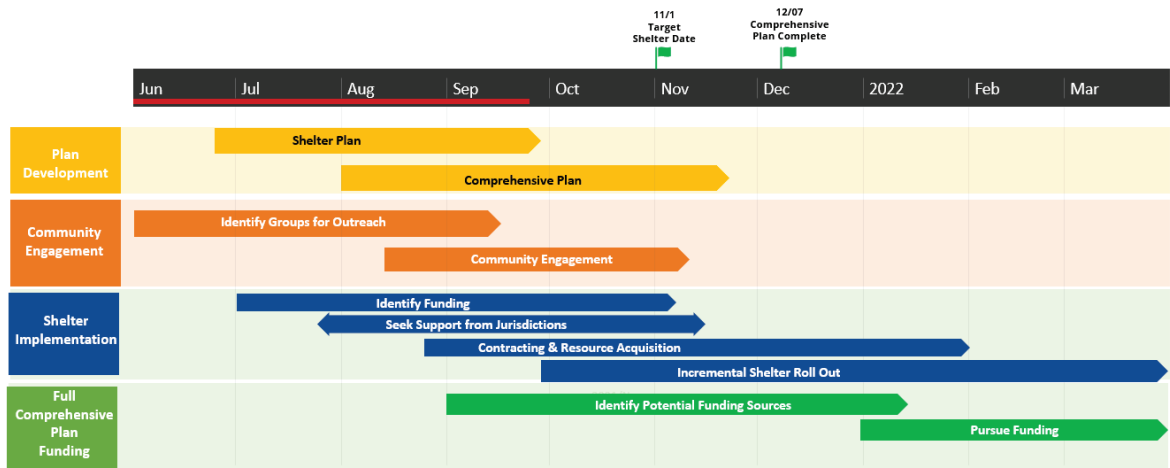 11/1
Target
Shelter Date
12/07
Comprehensive
Plan Complete
Jun Jul Aug Sep Oct Nov Dec 2022 Feb Mar
Plan
Development
Shelter Plan
Comprehensive Plan
Community
Engagement
Identify Groups for Outreach
Community Engagement
Shelter
Implementation
Identify Funding
Seek Support from Jurisdictions
Contracting & Resource Acquisition
Incremental Shelter Roll Out
Full
Comprehensive
Plan
Funding
Identify Potential Funding Sources
Pursue Funding